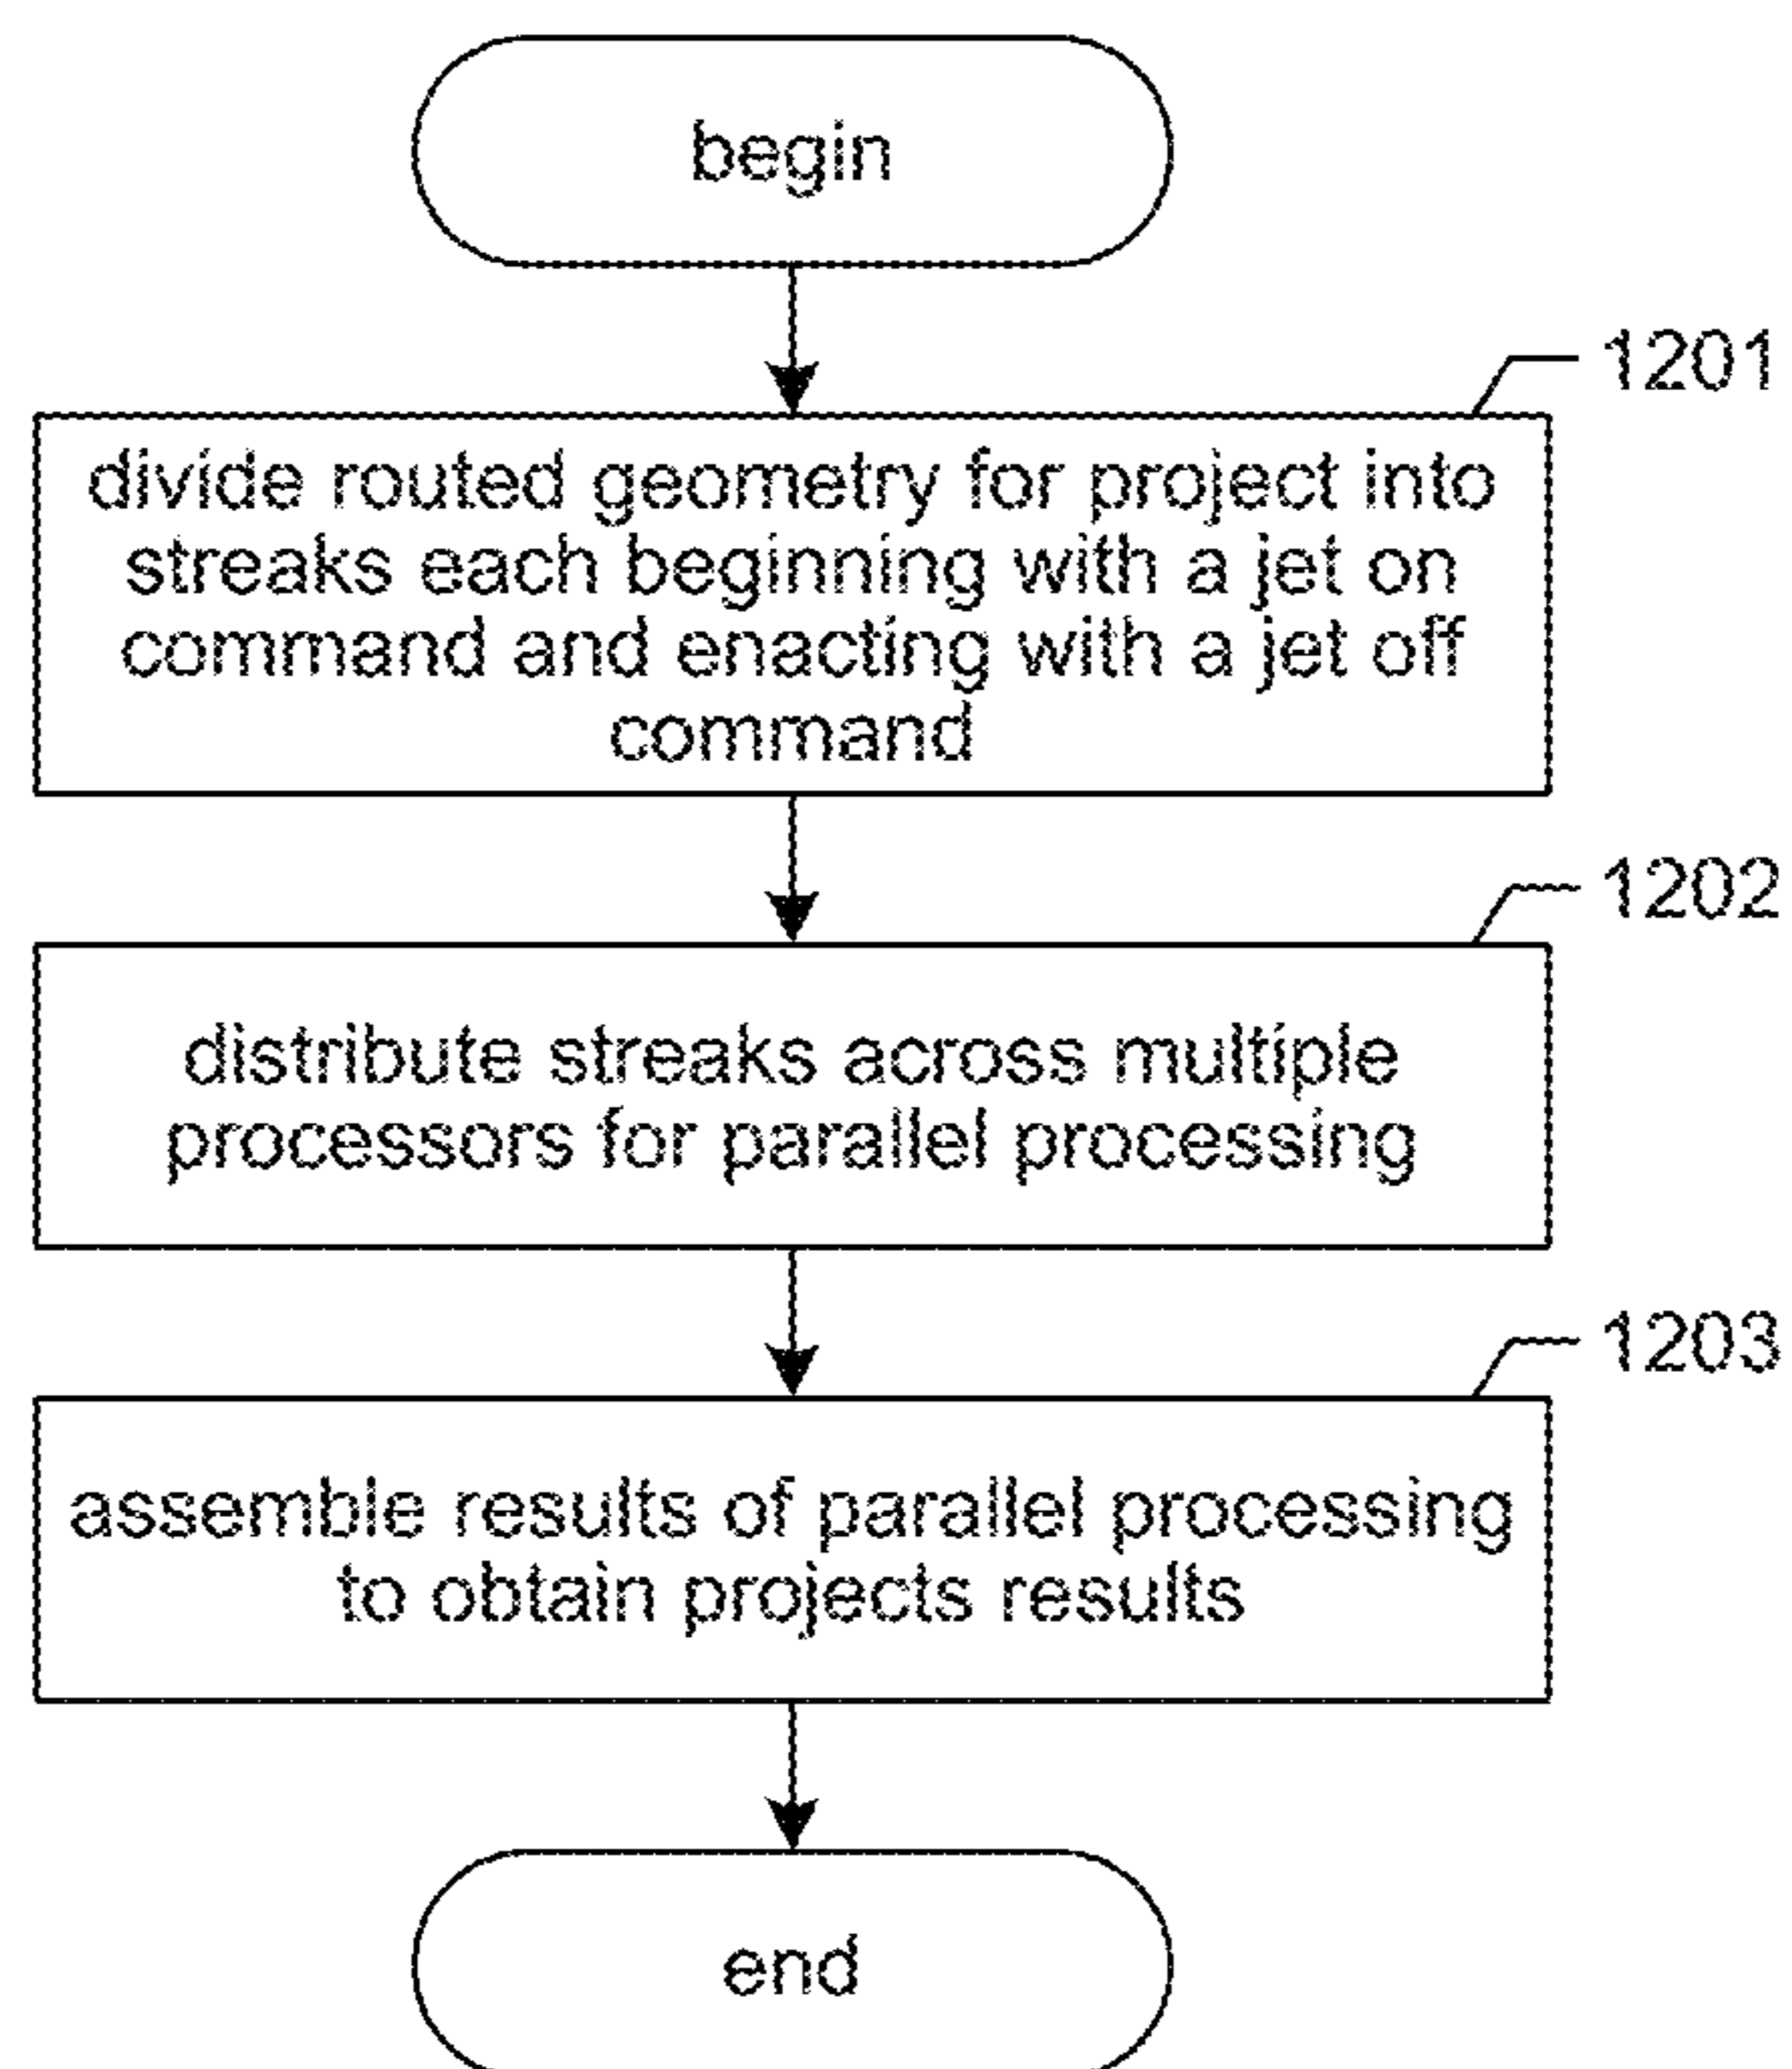 begin
1201
divide routed geometry for project into
streaks each beginning with a jet on
command and enacting with a jet off
command
1202
distribute streaks across multiple
processors for parallel processing
1203
assemble results of parallel processing
to obtain projects results
end